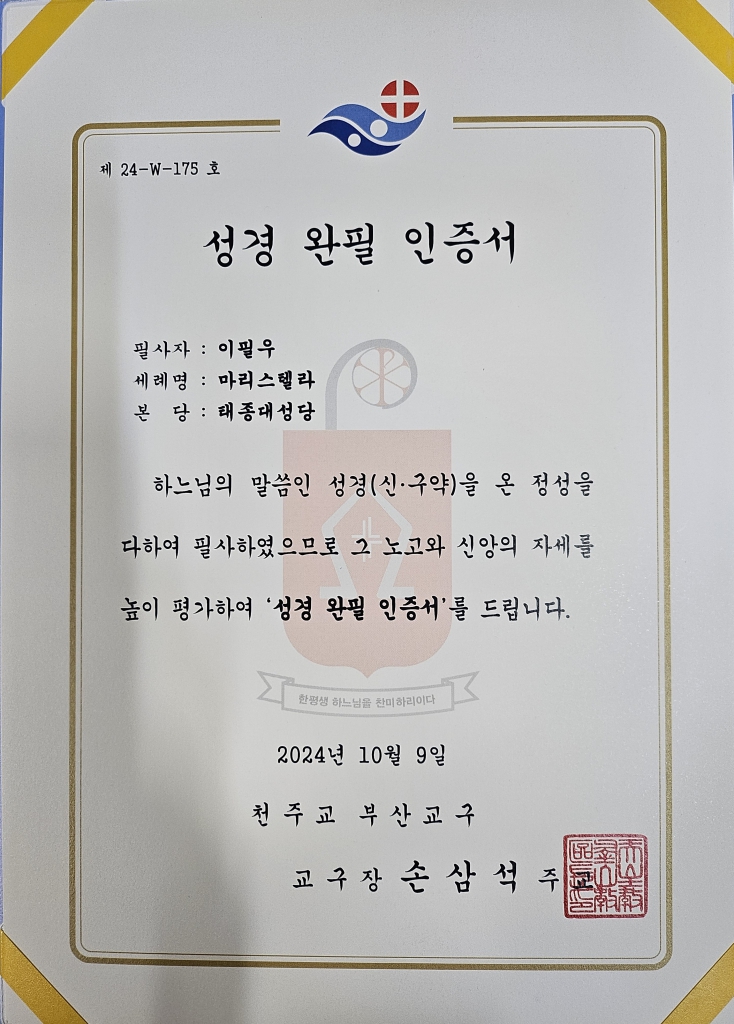 제 24-W-175 호
성경 완필 인증서
필사자 : 이필우
세례명 : 마리스텔라
본 당 : 태종대성당
하느님의 말씀인 성경(신·구약)을 온 정성을
다하여 필사하였으므로 그 노고와 신앙의 자세를
높이 평가하여 '성경 완필 인증서'를 드립니다.
한평생 하느님을 찬미하리이다
2024년 10월 9일
천주교 부산교구
교구장 손삼석 주교